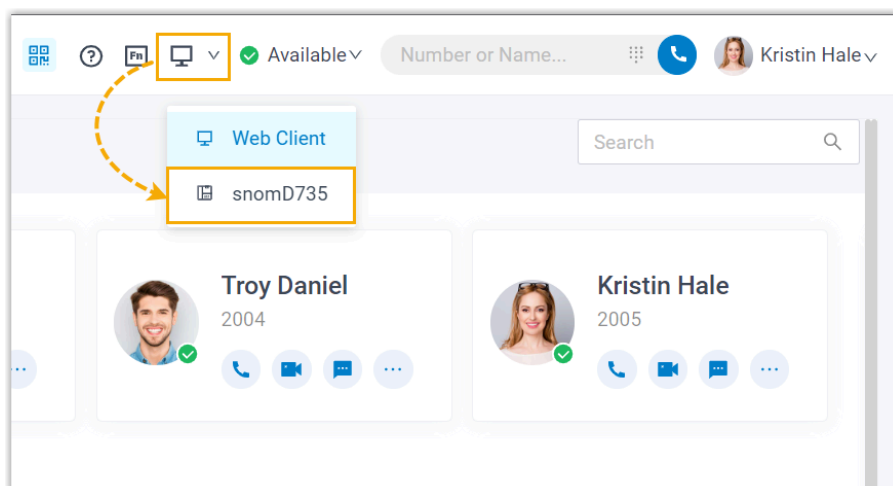 Fn Available Number or Name... Kristin Hale
Web Client
Search
snomD735
Troy Daniel
2004
Kristin Hale
2005